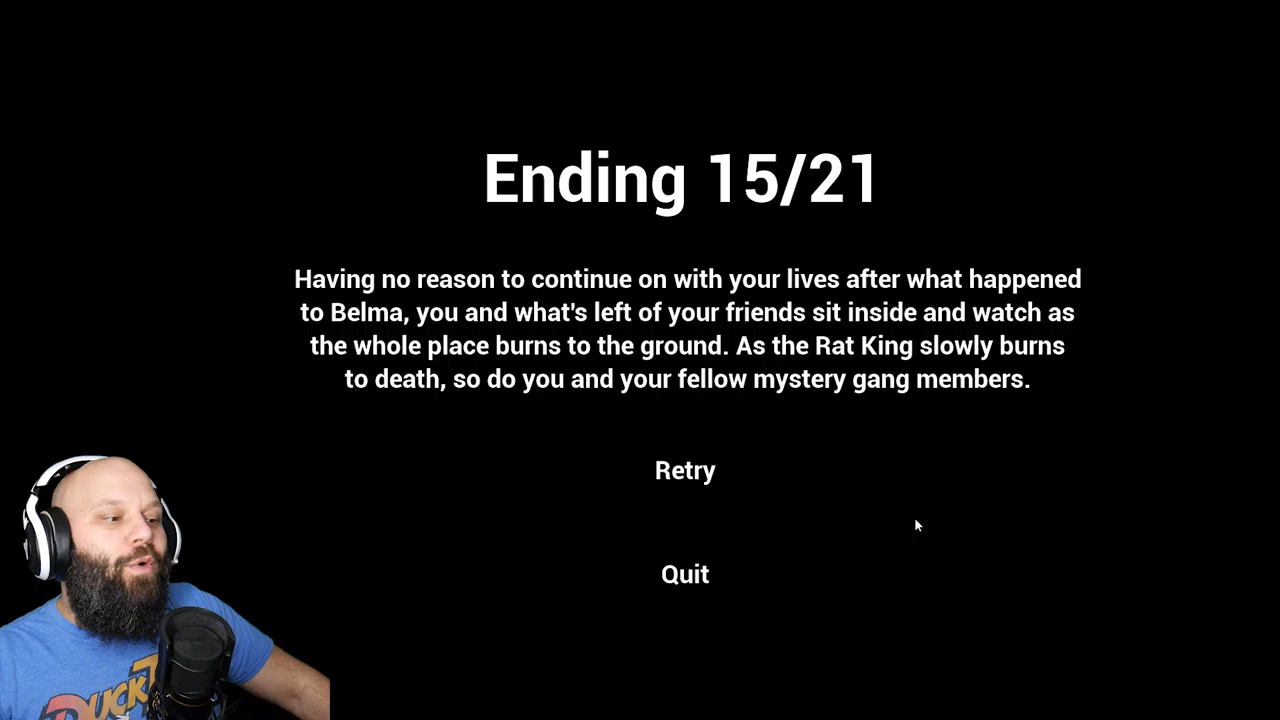 Ending 15/21
Having no reason to continue on with your lives after what happened
to Belma, you and what's left of your friends sit inside and watch as
the whole place burns to the ground. As the Rat King slowly burns
to death, so do you and your fellow mystery gang members.
Retry
Quit
DUCKT